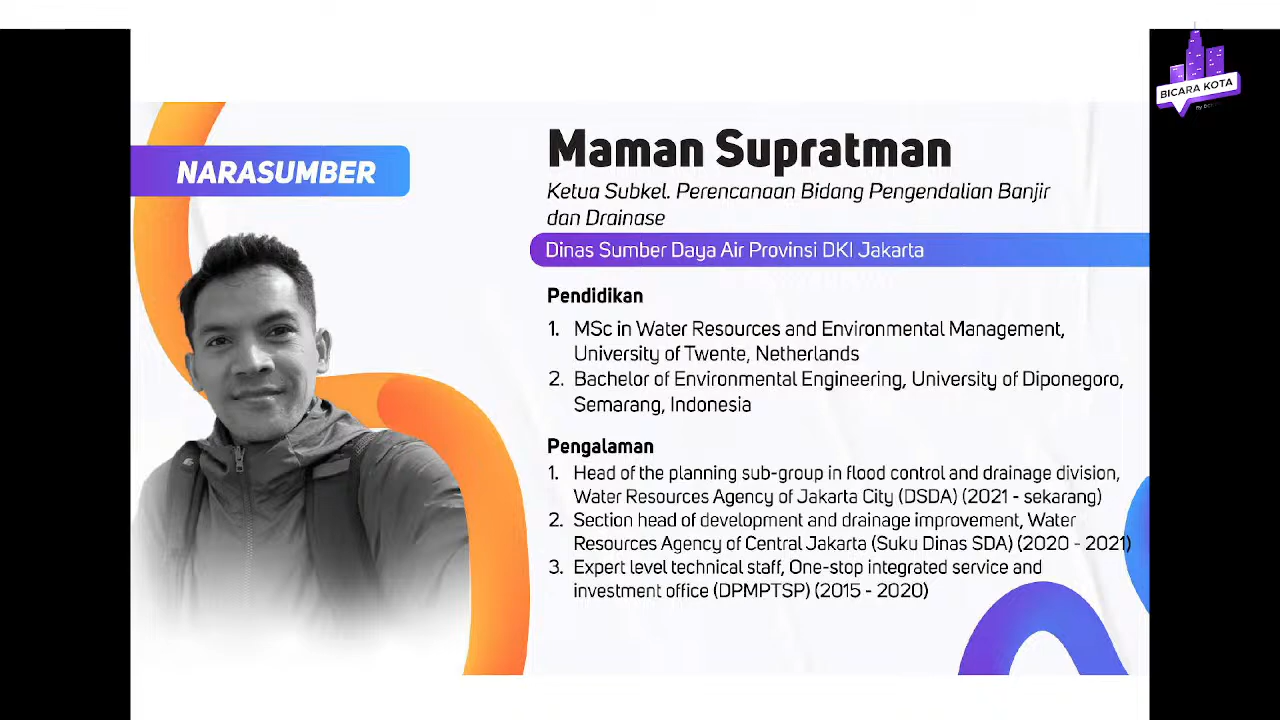 BICARA KOTA
NARASUMBER
Maman Supratman
Ketua Subkel. Perencanaan Bidang Pengendalian Banjir
dan Drainase
Dinas Sumber Daya Air Provinsi DKI Jakarta
Pendidikan
1. MSc in Water Resources and Environmental Management,
University of Twente, Netherlands
2. Bachelor of Environmental Engineering, University of Diponegoro,
Semarang, Indonesia
Pengalaman
1. Head of the planning sub-group in flood control and drainage division,
Water Resources Agency of Jakarta City (DSDA) (2021 - sekarang)
2. Section head of development and drainage improvement, Water
Resources Agency of Central Jakarta (Suku Dinas SDA) (2020 - 2021)
3. Expert level technical staff, One-stop integrated service and
investment office (DPMPTSP) (2015 - 2020)